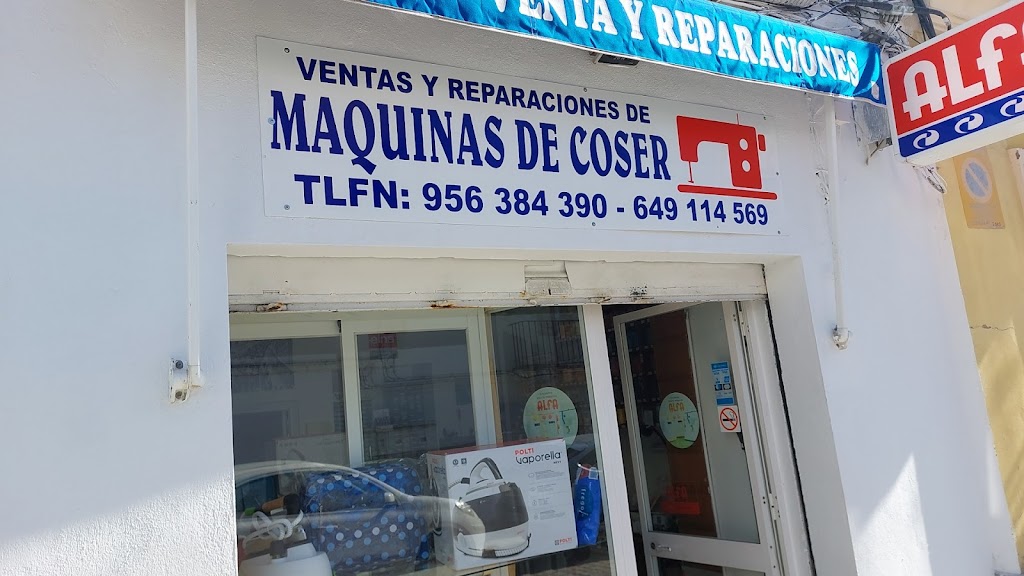 VENTA Y REPARACIONES
ALFA
VENTAS Y REPARACIONES DE
MAQUINAS DE COSER
TLFN: 956 384 390 - 649 114 569
ALFA
ALFA
POLTI
vaporella
POLTI